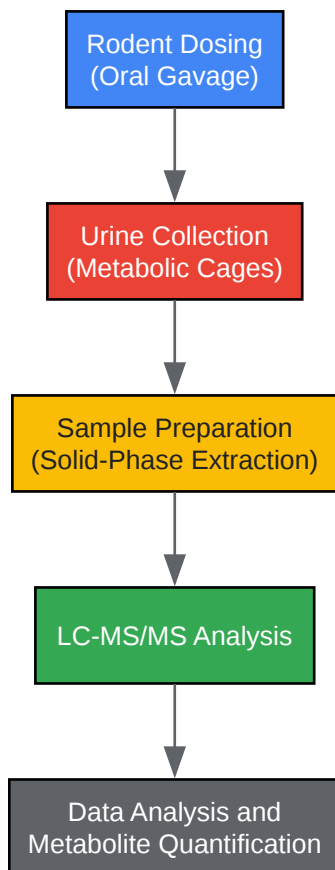 Rodent Dosing
(Oral Gavage)
Urine Collection
(Metabolic Cages)
Sample Preparation
(Solid-Phase Extraction)
LC-MS/MS Analysis
Data Analysis and
Metabolite Quantification